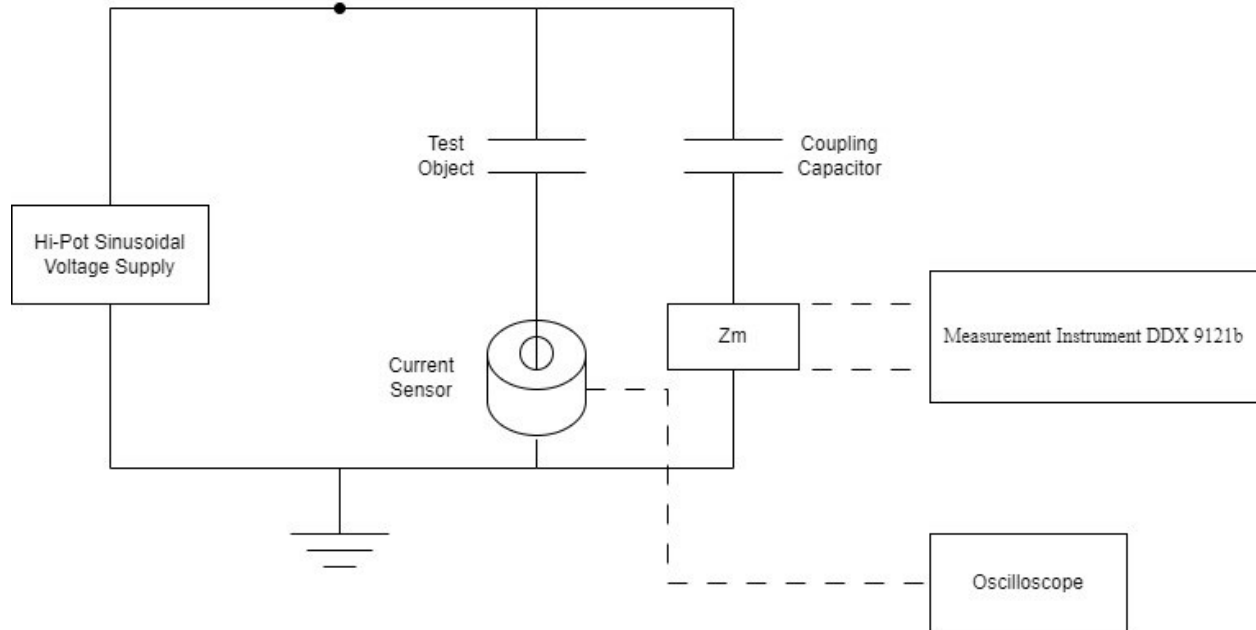 Test
Object
Coupling
Capacitor
Hi-Pot Sinusoidal
Voltage Supply
Zm
Measurement Instrument DDX 9121b
Current
Sensor
Oscilloscope